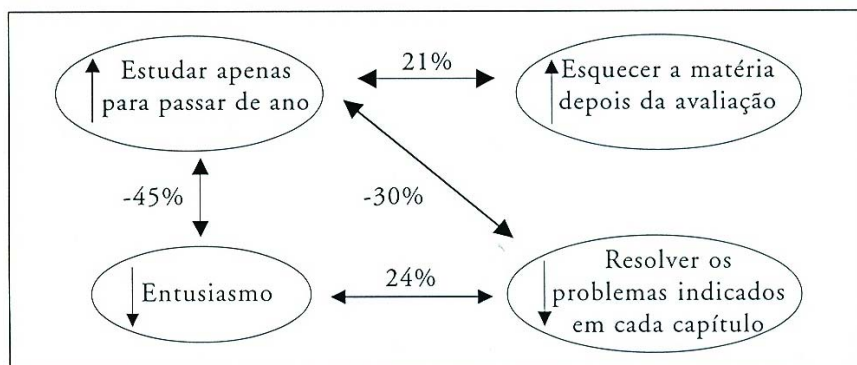 Estudar apenas
para passar de ano
21%
Esquecer a matéria
depois da avaliação
-45%
-30%
Entusiasmo
24%
Resolver os
problemas indicados
em cada capítulo